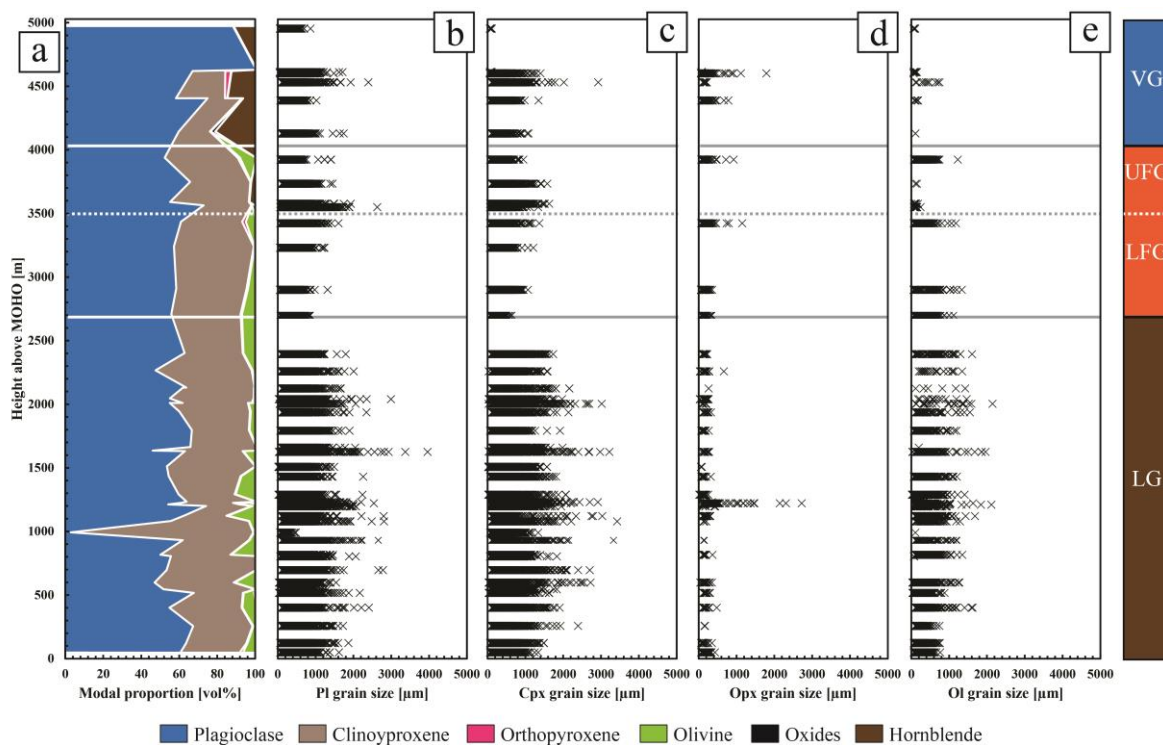 a
b
c
d
e
Height above MOHO [m]
5000
4500
4000
3500
3000
2500
2000
1500
1000
500
0
0 20 40 60 80 100
0 1000 2000 3000 4000 5000
0 1000 2000 3000 4000 5000
0 1000 2000 3000 4000 5000
0 1000 2000 3000 4000 5000
Modal proportion [vol%]
Pl grain size [µm]
Cpx grain size [µm]
Opx grain size [µm]
Ol grain size [µm]
VG
UFG
LFG
LG
Plagioclase
Clinoyproxene
Orthopyroxene
Olivine
Oxides
Hornblende